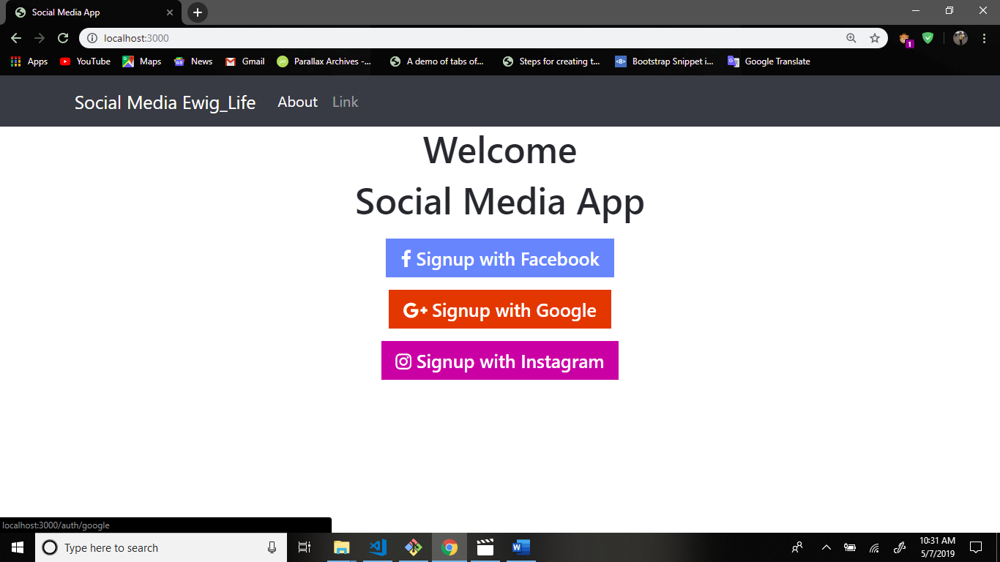 Social Media App
localhost:3000
1
Apps YouTube Maps News Gmail Parallax Archives -... A demo of tabs of... Steps for creating t... Bootstrap Snippet i... Google Translate
Social Media Ewig_Life About Link
Welcome
Social Media App
Signup with Facebook
G+ Signup with Google
Signup with Instagram
localhost:3000/auth/google
Type here to search
10:31 AM
5/7/2019